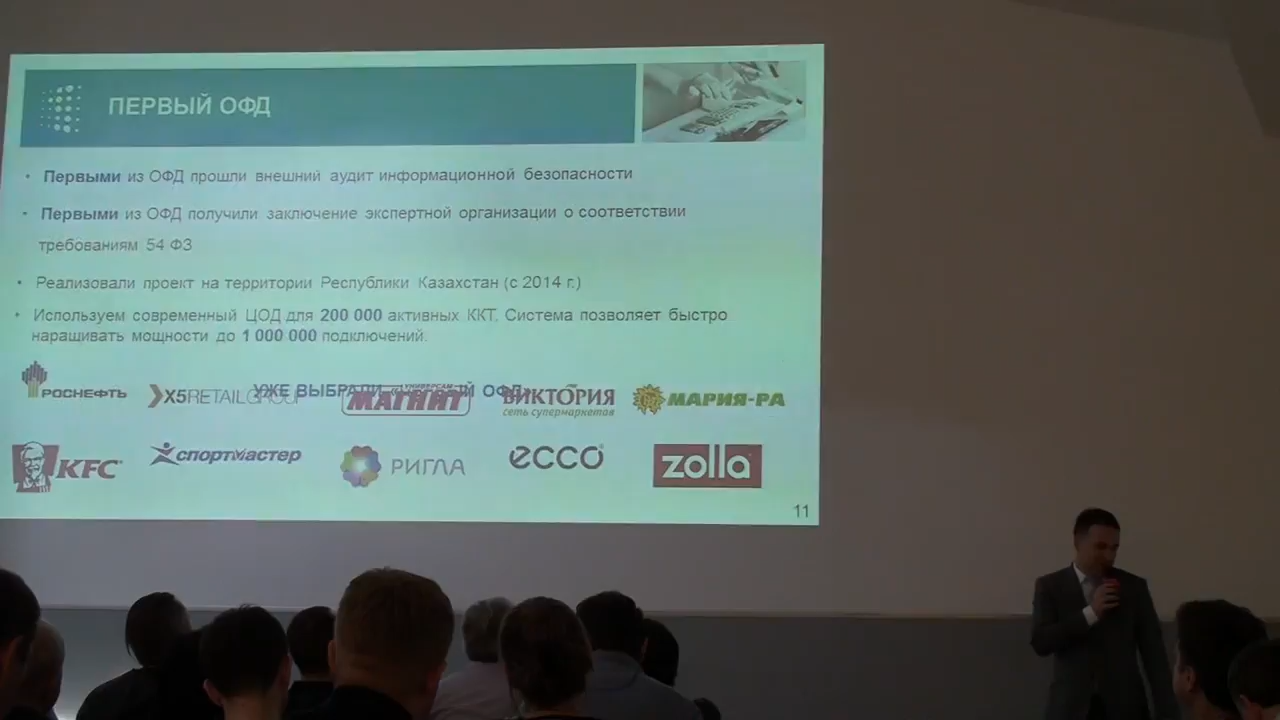 ПЕРВЫЙ ОФД
• Первыми из ОФД прошли внешний аудит информационной безопасности
• Первыми из ОФД получили заключение экспертной организации о соответствии
требованиям 54 ФЗ
• Реализовали проект на территории Республики Казахстан (с 2014 г.)
• Используем современный ЦОД для 200 000 активных ККТ. Система позволяет быстро
наращивать мощности до 1 000 000 подключений.
УЖЕ ВЫБРАЛИ ОФД»
РОСНЕФТЬ X5RETAILGROUP УНИВЕРСАМ
МАГНИТ ВИКТОРИЯ
сеть супермаркетов МАРИЯ-РА
KFC спортмастер РИГЛА ecco zolla
11